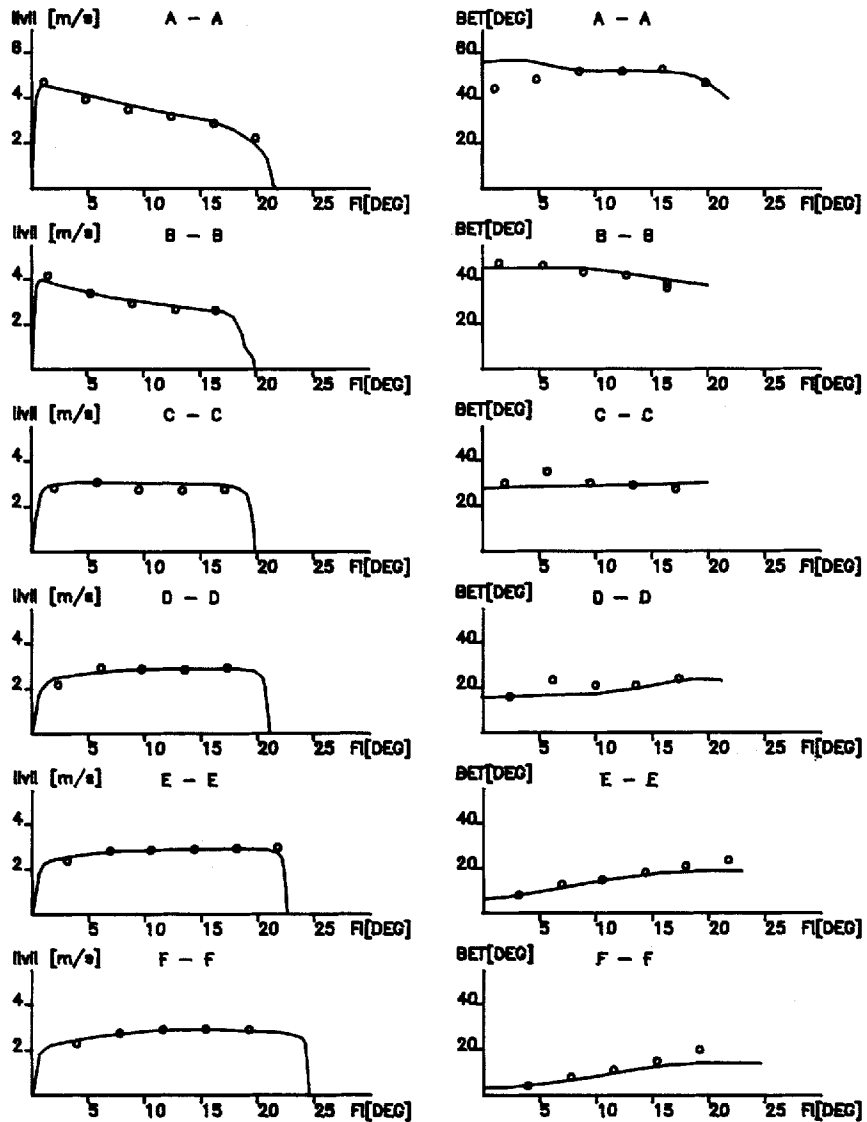 llvll [m/s] A – A
6
4
2
5 10 15 20 25 FI[DEG]
BET[DEG] A – A
60
40
20
5 10 15 20 25 FI[DEG]
llvll [m/s] B – B
4
2
5 10 15 20 25 FI[DEG]
BET[DEG] B – B
40
20
5 10 15 20 25 FI[DEG]
llvll [m/s] C – C
4
2
5 10 15 20 25 FI[DEG]
BET[DEG] C – C
40
20
5 10 15 20 25 FI[DEG]
llvll [m/s] D – D
4
2
5 10 15 20 25 FI[DEG]
BET[DEG] D – D
40
20
5 10 15 20 25 FI[DEG]
llvll [m/s] E – E
4
2
5 10 15 20 25 FI[DEG]
BET[DEG] E – E
40
20
5 10 15 20 25 FI[DEG]
llvll [m/s] F – F
4
2
5 10 15 20 25 FI[DEG]
BET[DEG] F – F
40
20
5 10 15 20 25 FI[DEG]